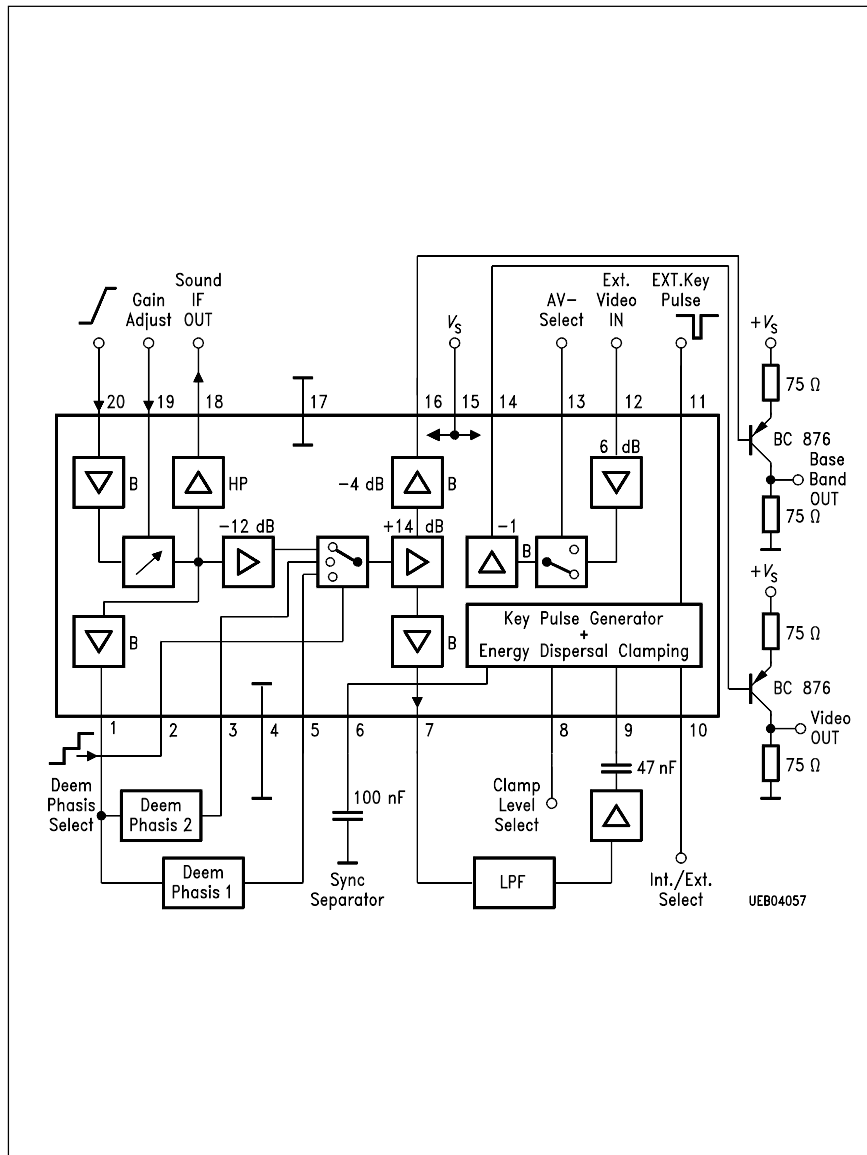 Sound
IF
OUT
Gain
Adjust
Vs
AV-
Select
Ext.
Video
IN
EXT.Key
Pulse
+Vs
75 Ω
20
19
18
17
16
15
14
13
12
11
BC 876
Base
Band
OUT
75 Ω
B
HP
-4 dB
B
6 dB
-12 dB
+14 dB
-1
B
+Vs
75 Ω
B
B
Key Pulse Generator
+
Energy Dispersal Clamping
BC 876
Video
OUT
75 Ω
1
2
3
4
5
6
7
8
9
10
Deem
Phasis
Select
Deem
Phasis 2
Deem
Phasis 1
100 nF
Sync
Separator
LPF
Clamp
Level
Select
47 nF
Int./Ext.
Select
UEB04057